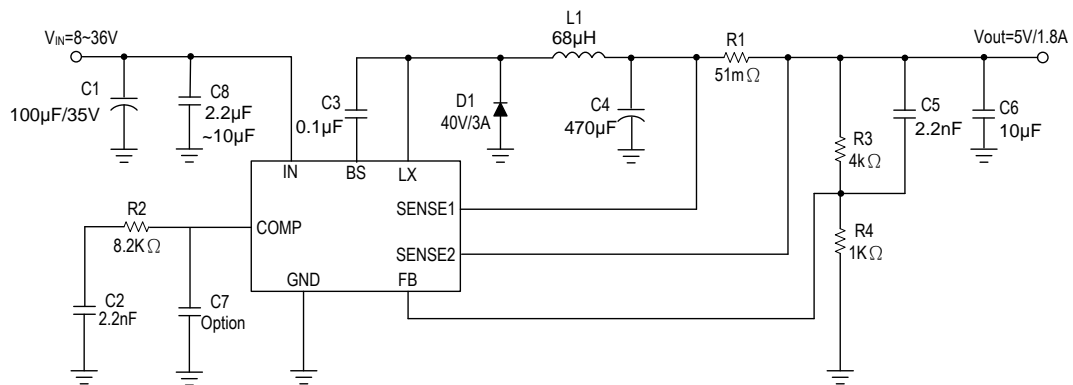 L1
68μH
VIN=8~36V
R1
51mΩ
Vout=5V/1.8A
C1
100μF/35V
C8
2.2μF
~10μF
C3
0.1μF
D1
40V/3A
C4
470μF
C5
2.2nF
C6
10μF
R3
4kΩ
IN
BS
LX
SENSE1
R2
8.2KΩ
COMP
SENSE2
R4
1KΩ
GND
FB
C2
2.2nF
C7
Option